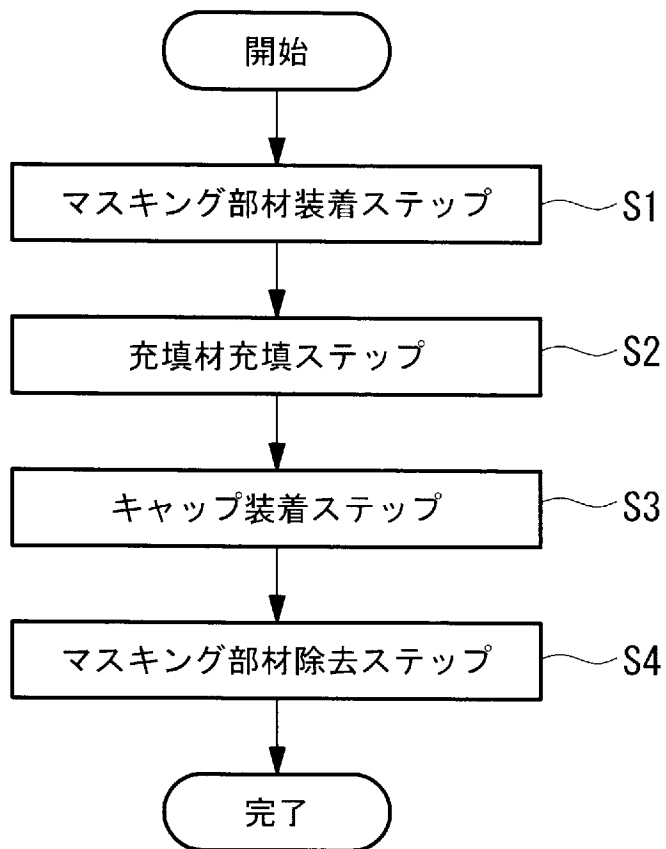 開始
マスキング部材装着ステップ
S1
充填材充填ステップ
S2
キャップ装着ステップ
S3
マスキング部材除去ステップ
S4
完了